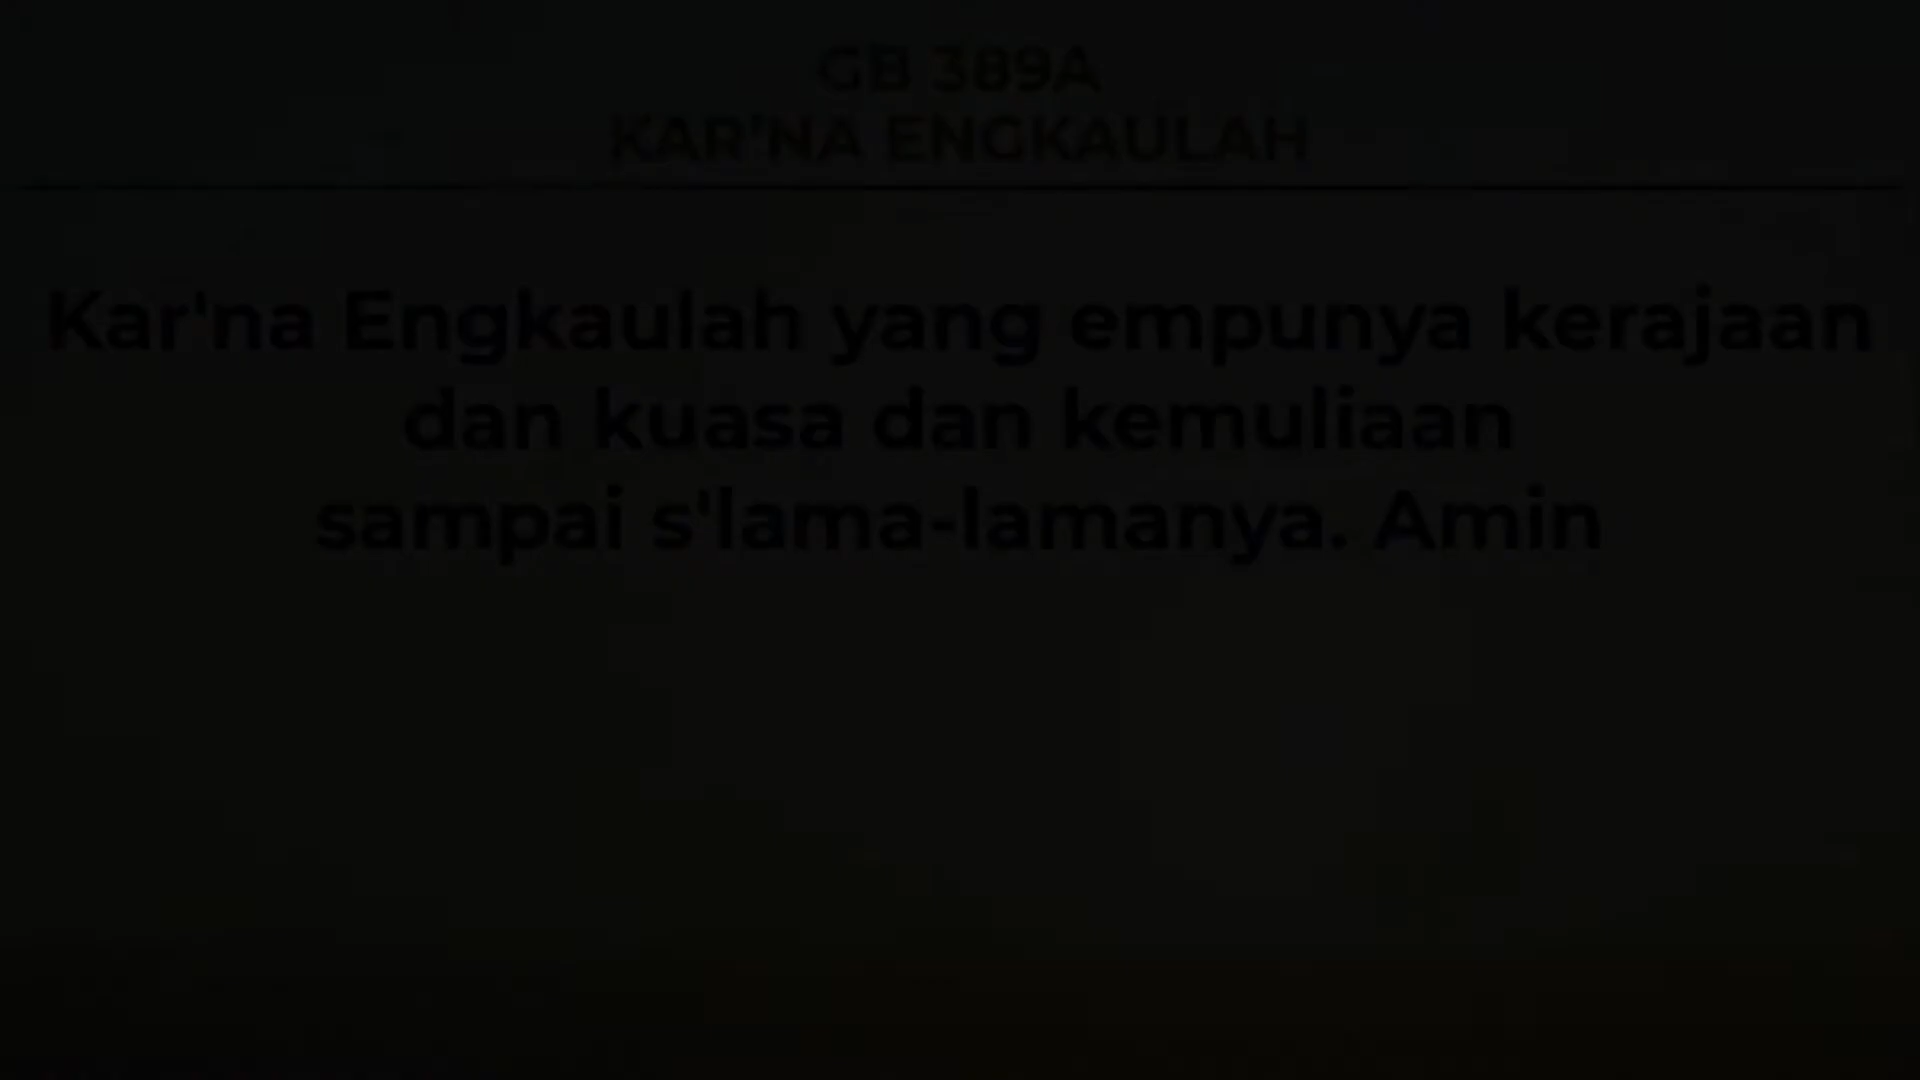 GB 389A
KAR'NA ENGKAULAH
Kar'na Engkaulah yang empunya kerajaan
dan kuasa dan kemuliaan
sampai s'lama-lamanya. Amin